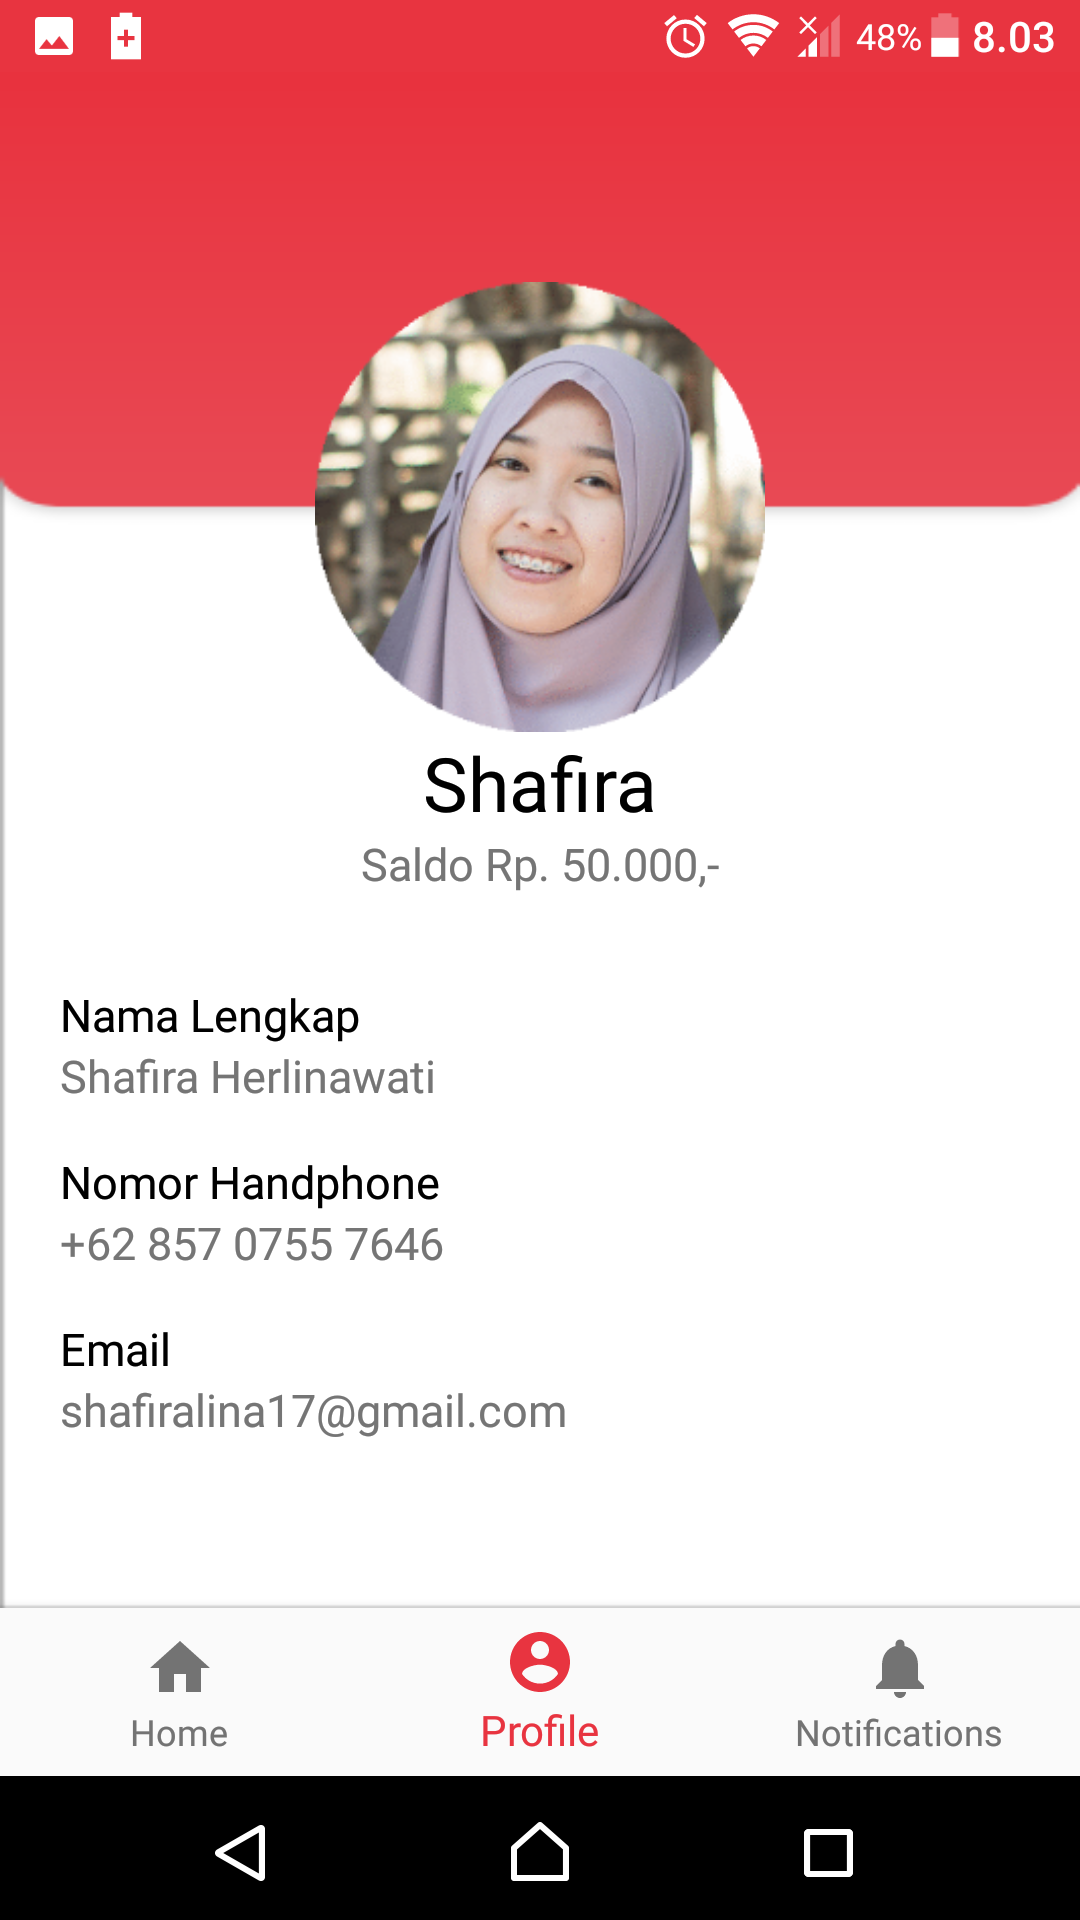 48% 8.03
Shafira
Saldo Rp. 50.000,-
Nama Lengkap
Shafira Herlinawati
Nomor Handphone
+62 857 0755 7646
Email
shafiralina17@gmail.com
Home Profile Notifications